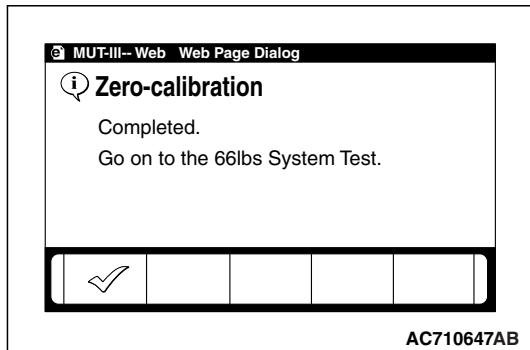 MUT-III-- Web Web Page Dialog
Zero-calibration
Completed.
Go on to the 66lbs System Test.
AC710647AB